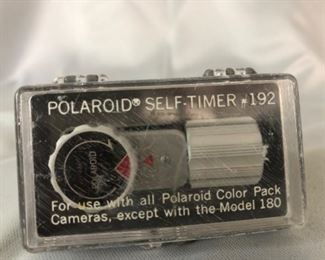 POLAROID® SELF-TIMER #192
For use with all Polaroid Color Pack
Cameras, except with the Model 180